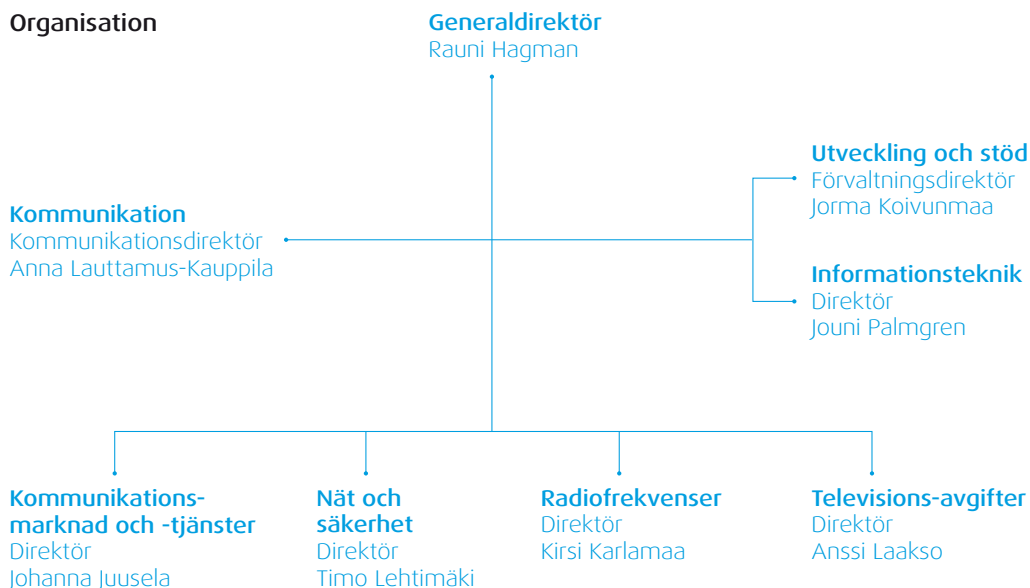 Organisation
Generaldirektör
Rauni Hagman
Utveckling och stöd
Förvaltningsdirektör
Jorma Koivunmaa
Kommunikation
Kommunikationsdirektör
Anna Lauttamus-Kauppila
Informationsteknik
Direktör
Jouni Palmgren
Kommunikations-
marknad och -tjänster
Direktör
Johanna Juusela
Nät och
säkerhet
Direktör
Timo Lehtimäki
Radiofrekvenser
Direktör
Kirsi Karlamaa
Televisions-avgifter
Direktör
Anssi Laakso